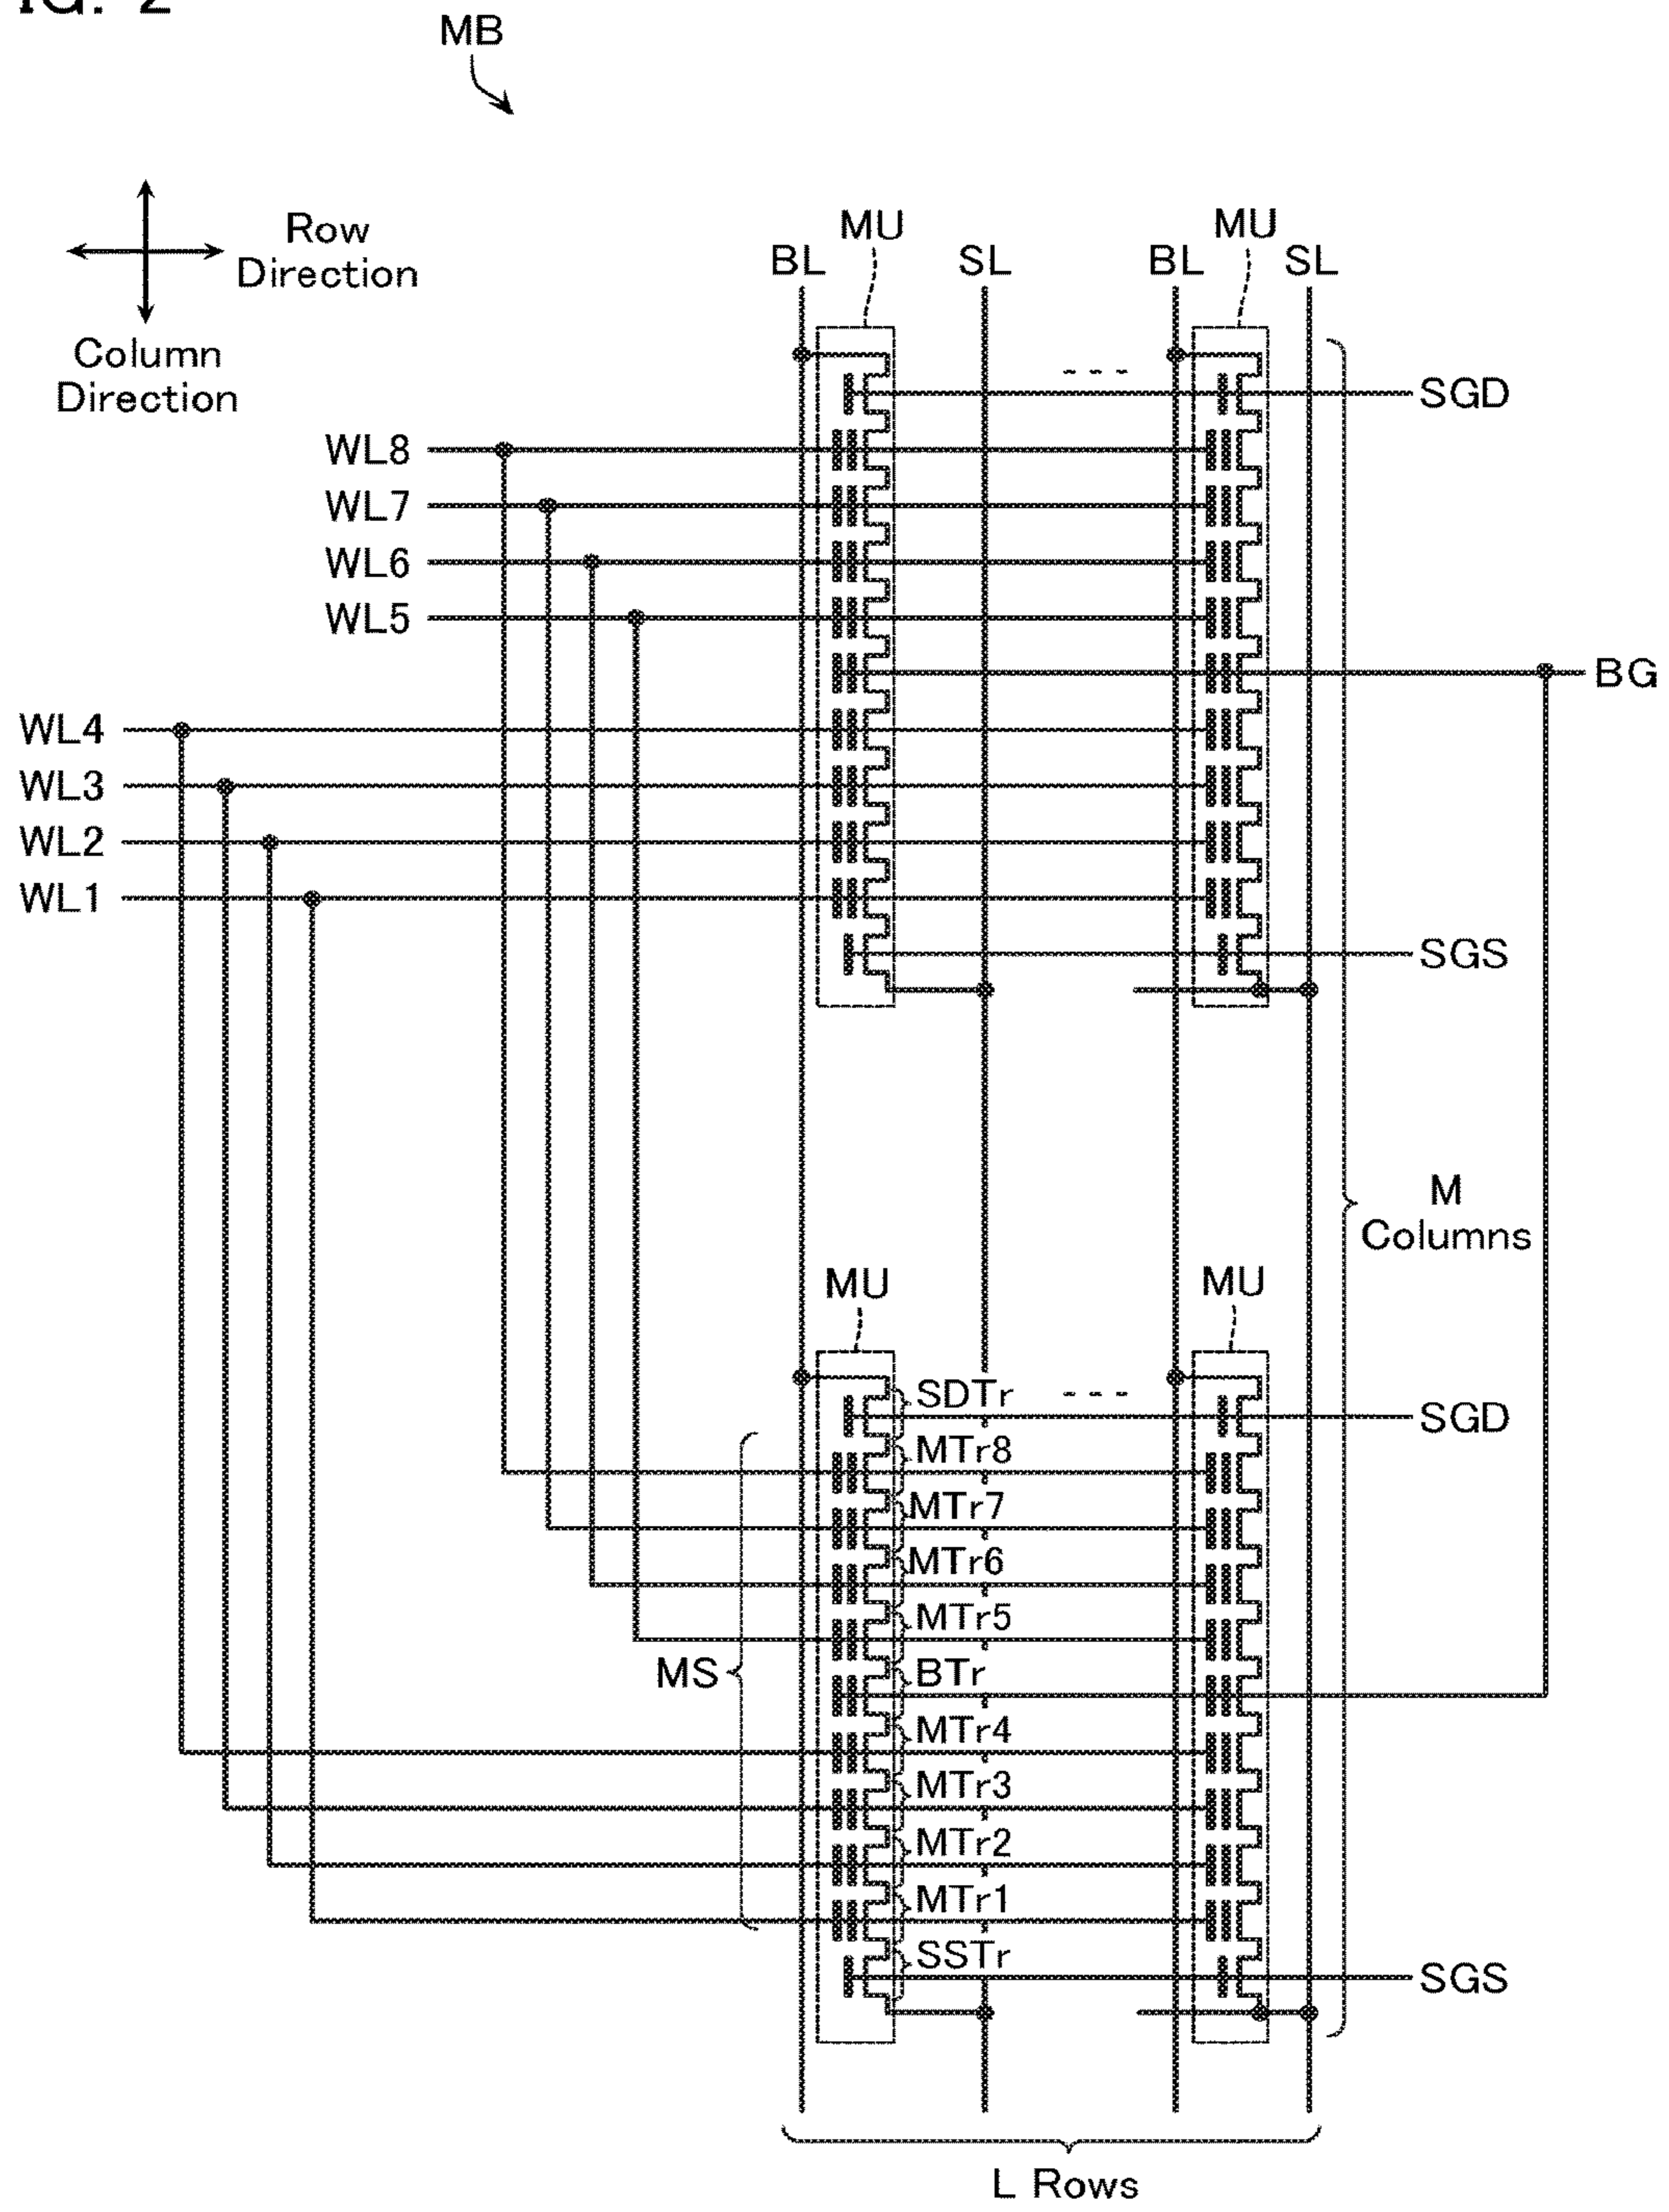 IG. 2
MB
Row
Direction
Column
Direction
MU
MU
BL
SL
BL
SL
SGD
WL8
WL7
WL6
WL5
BG
WL4
WL3
WL2
WL1
SGS
M
Columns
MU
MU
SDTr
SGD
MTr8
MTr7
MTr6
MTr5
MS
BTr
MTr4
MTr3
MTr2
MTr1
SSTr
SGS
L Rows